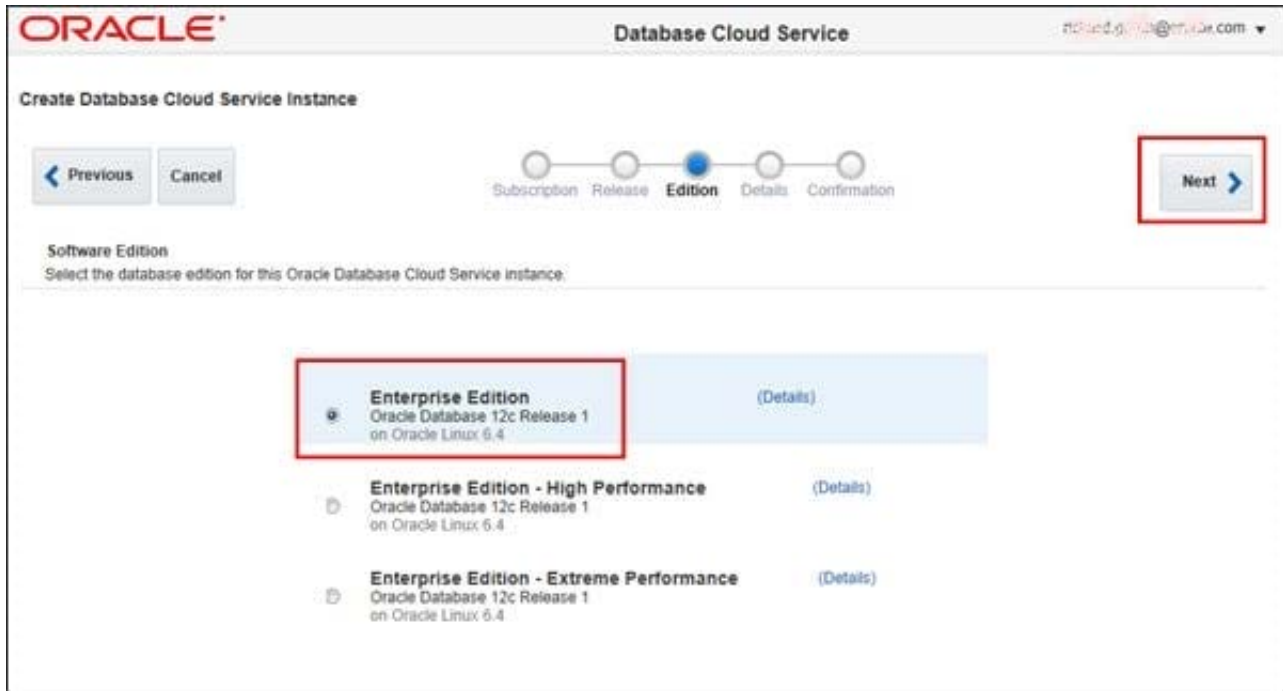 ORACLE
Database Cloud Service
Create Database Cloud Service Instance
Previous
Cancel
Subscription
Release
Edition
Details
Confirmation
Next
Software Edition
Select the database edition for this Oracle Database Cloud Service instance.
Enterprise Edition
(Details)
Oracle Database 12c Release 1
on Oracle Linux 6.4
Enterprise Edition - High Performance
(Details)
Oracle Database 12c Release 1
on Oracle Linux 6.4
Enterprise Edition - Extreme Performance
(Details)
Oracle Database 12c Release 1
on Oracle Linux 6.4